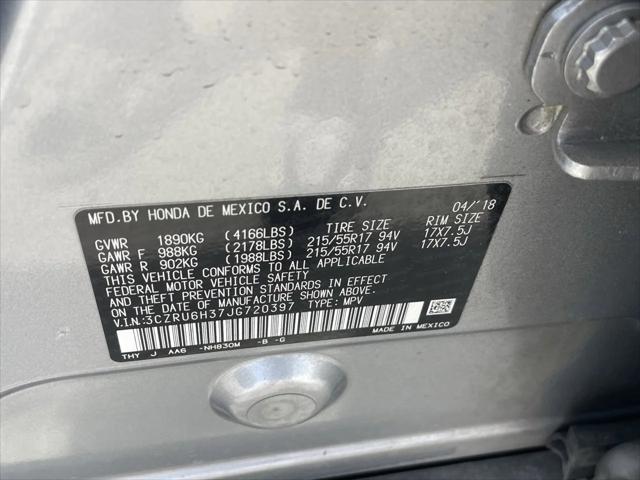 MFD.BY HONDA DE MEXICO S.A. DE C.V. 04/'18
GVWR 1890KG (4166LBS) TIRE SIZE RIM SIZE
GAWR F 988KG (2178LBS) 215/55R17 94V 17X7.5J
GAWR R 902KG (1988LBS) 215/55R17 94V 17X7.5J
THIS VEHICLE CONFORMS TO ALL APPLICABLE
FEDERAL MOTOR VEHICLE SAFETY
AND THEFT PREVENTION STANDARDS IN EFFECT
ON THE DATE OF MANUFACTURE SHOWN ABOVE.
V.I.N:3CZRU6H37JG720397 TYPE: MPV
MADE IN MEXICO
THY J AAG -NH830M -B -G